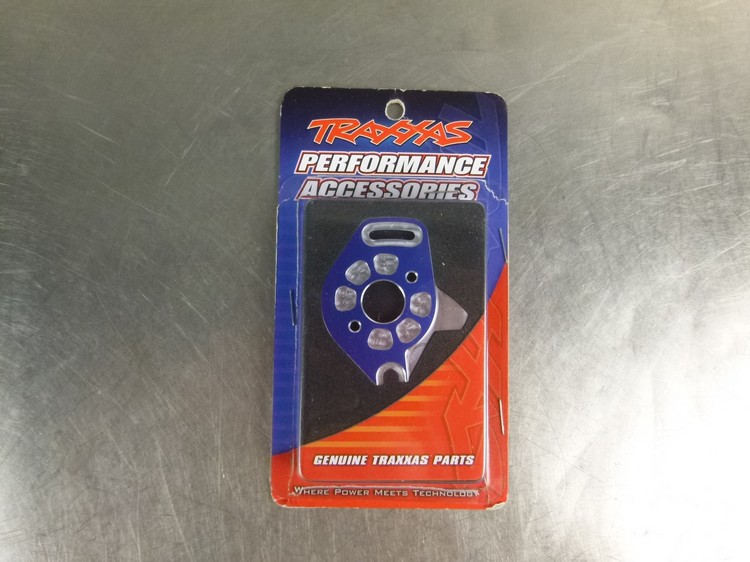 TRAXXAS
PERFORMANCE
ACCESSORIES
GENUINE TRAXXAS PARTS
WHERE POWER MEETS TECHNOLOGY